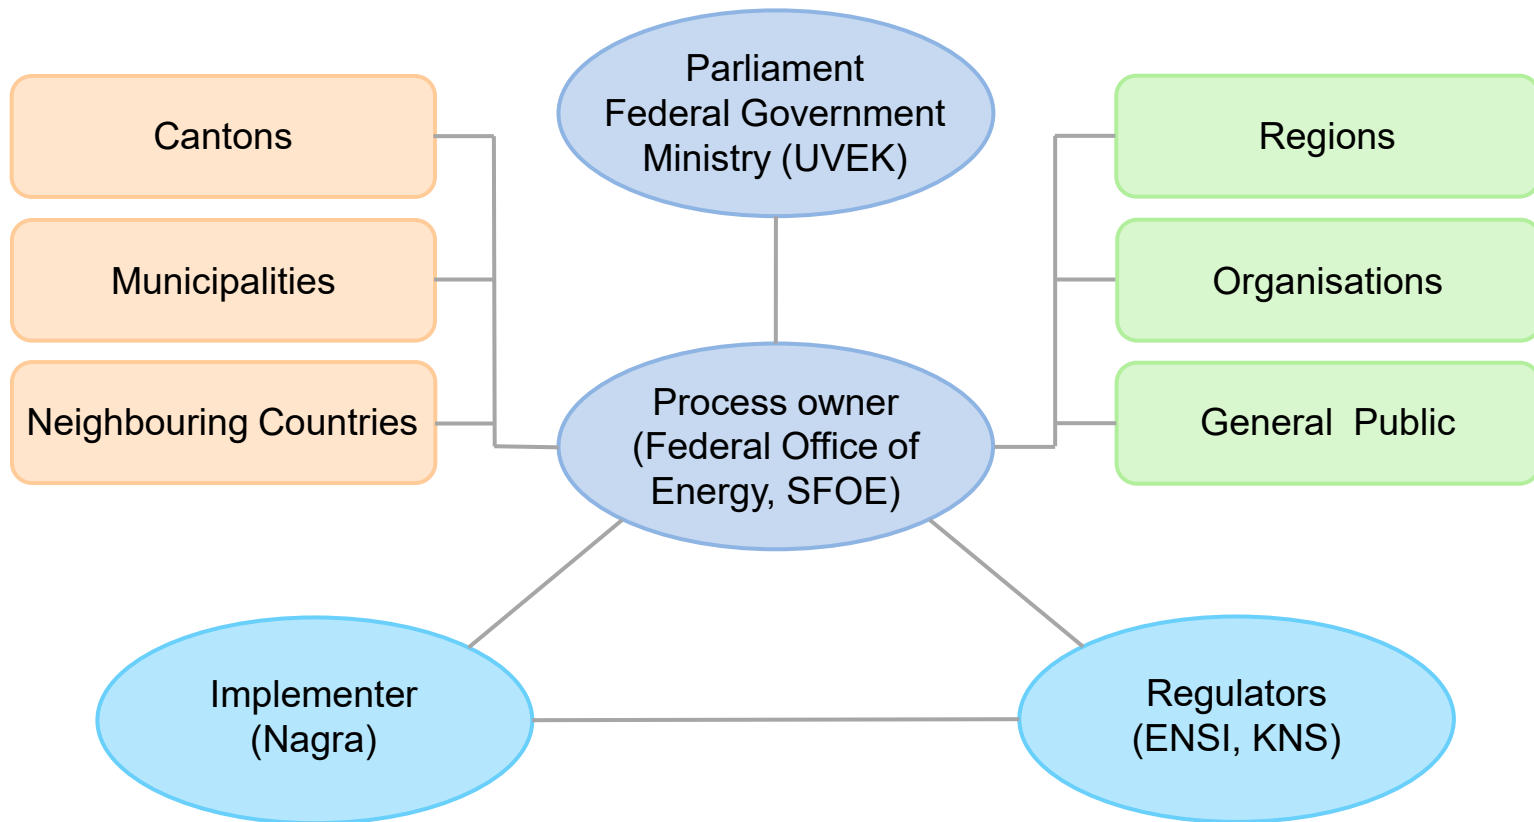 Parliament
Federal Government
Ministry (UVEK)
Cantons
Municipalities
Neighbouring Countries
Regions
Organisations
General  Public
Process owner
(Federal Office of
Energy, SFOE)
Implementer
(Nagra)
Regulators
(ENSI, KNS)